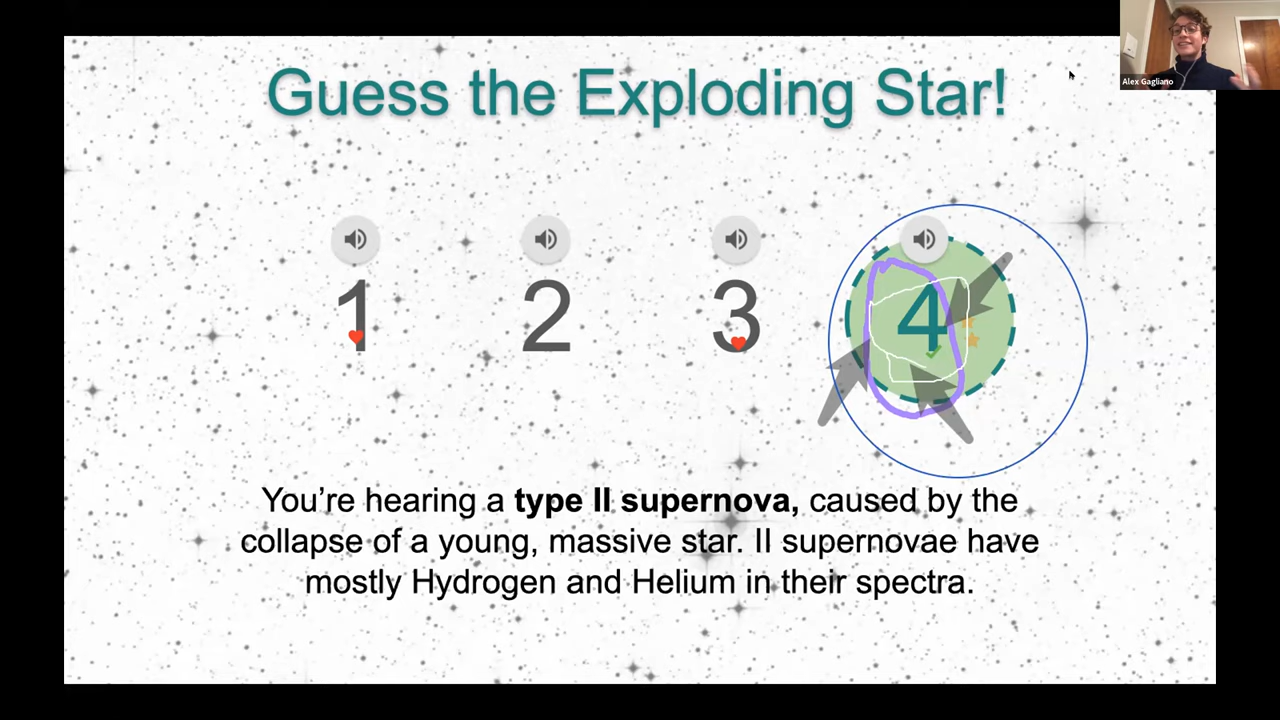 Guess the Exploding Star!
Alex Gagliano
1 2 3 4
You're hearing a type II supernova, caused by the
collapse of a young, massive star. II supernovae have
mostly Hydrogen and Helium in their spectra.